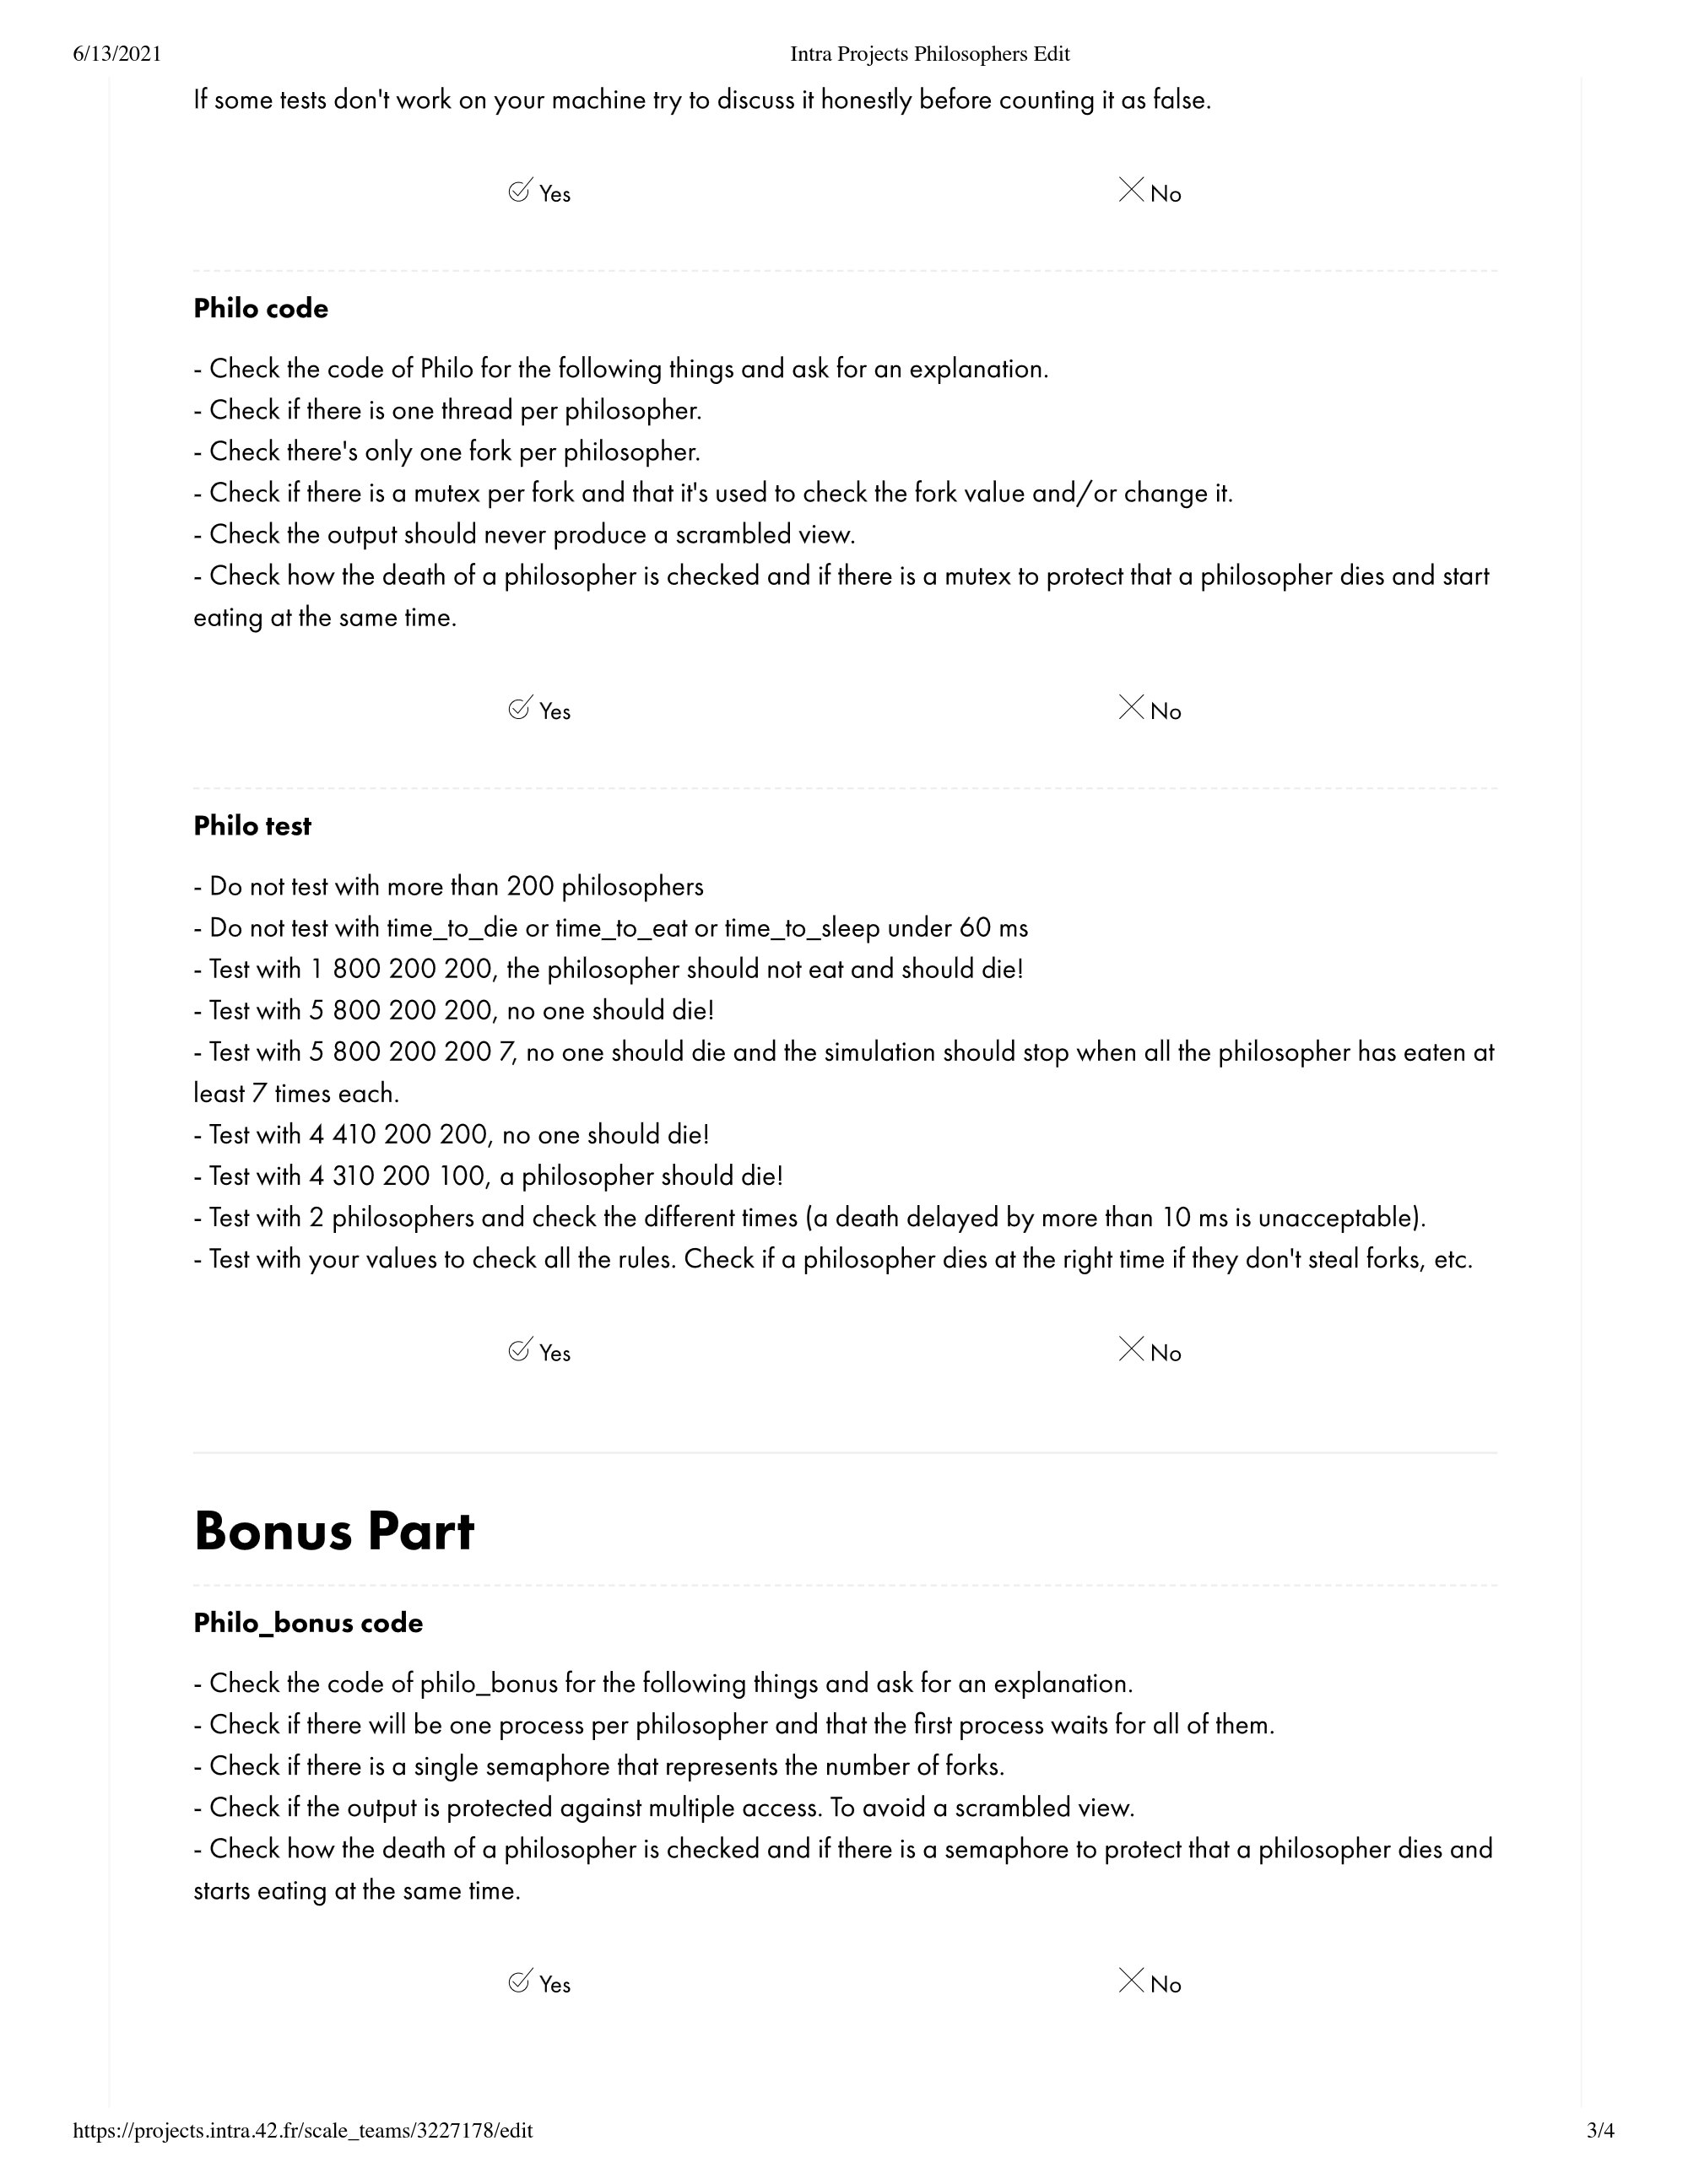 6/13/2021
Intra Projects Philosophers Edit
If some tests don't work on your machine try to discuss it honestly before counting it as false.
Yes
No
Philo code
- Check the code of Philo for the following things and ask for an explanation.
- Check if there is one thread per philosopher.
- Check there's only one fork per philosopher.
- Check if there is a mutex per fork and that it's used to check the fork value and/or change it.
- Check the output should never produce a scrambled view.
- Check how the death of a philosopher is checked and if there is a mutex to protect that a philosopher dies and start
eating at the same time.
Yes
No
Philo test
- Do not test with more than 200 philosophers
- Do not test with time_to_die or time_to_eat or time_to_sleep under 60 ms
- Test with 1 800 200 200, the philosopher should not eat and should die!
- Test with 5 800 200 200, no one should die!
- Test with 5 800 200 200 7, no one should die and the simulation should stop when all the philosopher has eaten at
least 7 times each.
- Test with 4 410 200 200, no one should die!
- Test with 4 310 200 100, a philosopher should die!
- Test with 2 philosophers and check the different times (a death delayed by more than 10 ms is unacceptable).
- Test with your values to check all the rules. Check if a philosopher dies at the right time if they don't steal forks, etc.
Yes
No
Bonus Part
Philo_bonus code
- Check the code of philo_bonus for the following things and ask for an explanation.
- Check if there will be one process per philosopher and that the first process waits for all of them.
- Check if there is a single semaphore that represents the number of forks.
- Check if the output is protected against multiple access. To avoid a scrambled view.
- Check how the death of a philosopher is checked and if there is a semaphore to protect that a philosopher dies and
starts eating at the same time.
Yes
No
https://projects.intra.42.fr/scale_teams/3227178/edit
3/4